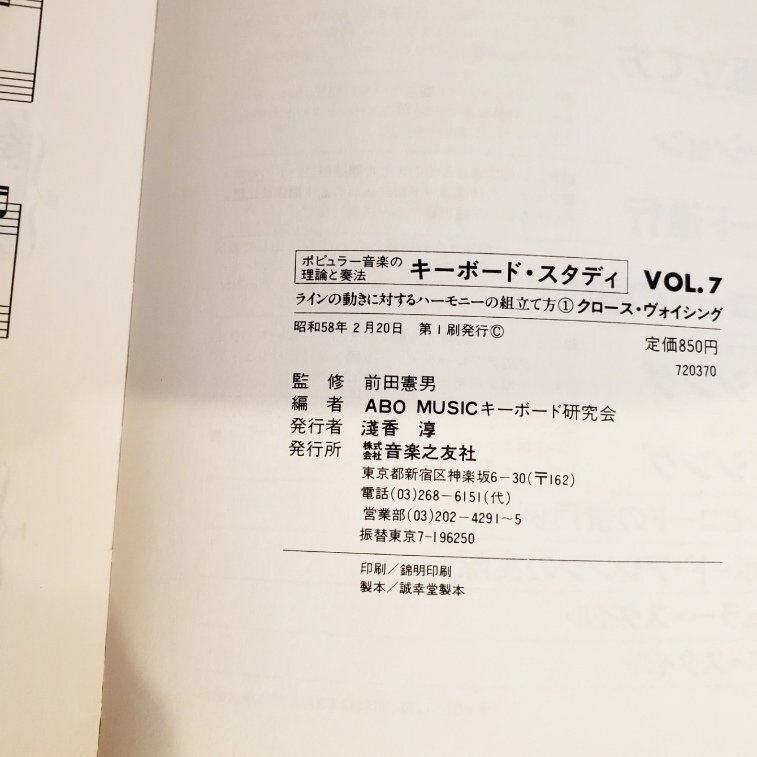 ポピュラー音楽の
理論と奏法
キーボード・スタディ VOL.7
ラインの動きに対するハーモニーの組立て方①クロース・ヴォイシング
昭和58年2月20日 第1刷発行©
定価850円
720370
監 修 前田憲男
編 者 ABO MUSICキーボード研究会
発行者 淺香 淳
発行所 株式会社 音楽之友社
東京都新宿区神楽坂6-30(〒162)
電話(03)268-6151(代)
営業部(03)202-4291~5
振替東京7-196250
印刷/錦明印刷
製本/誠幸堂製本